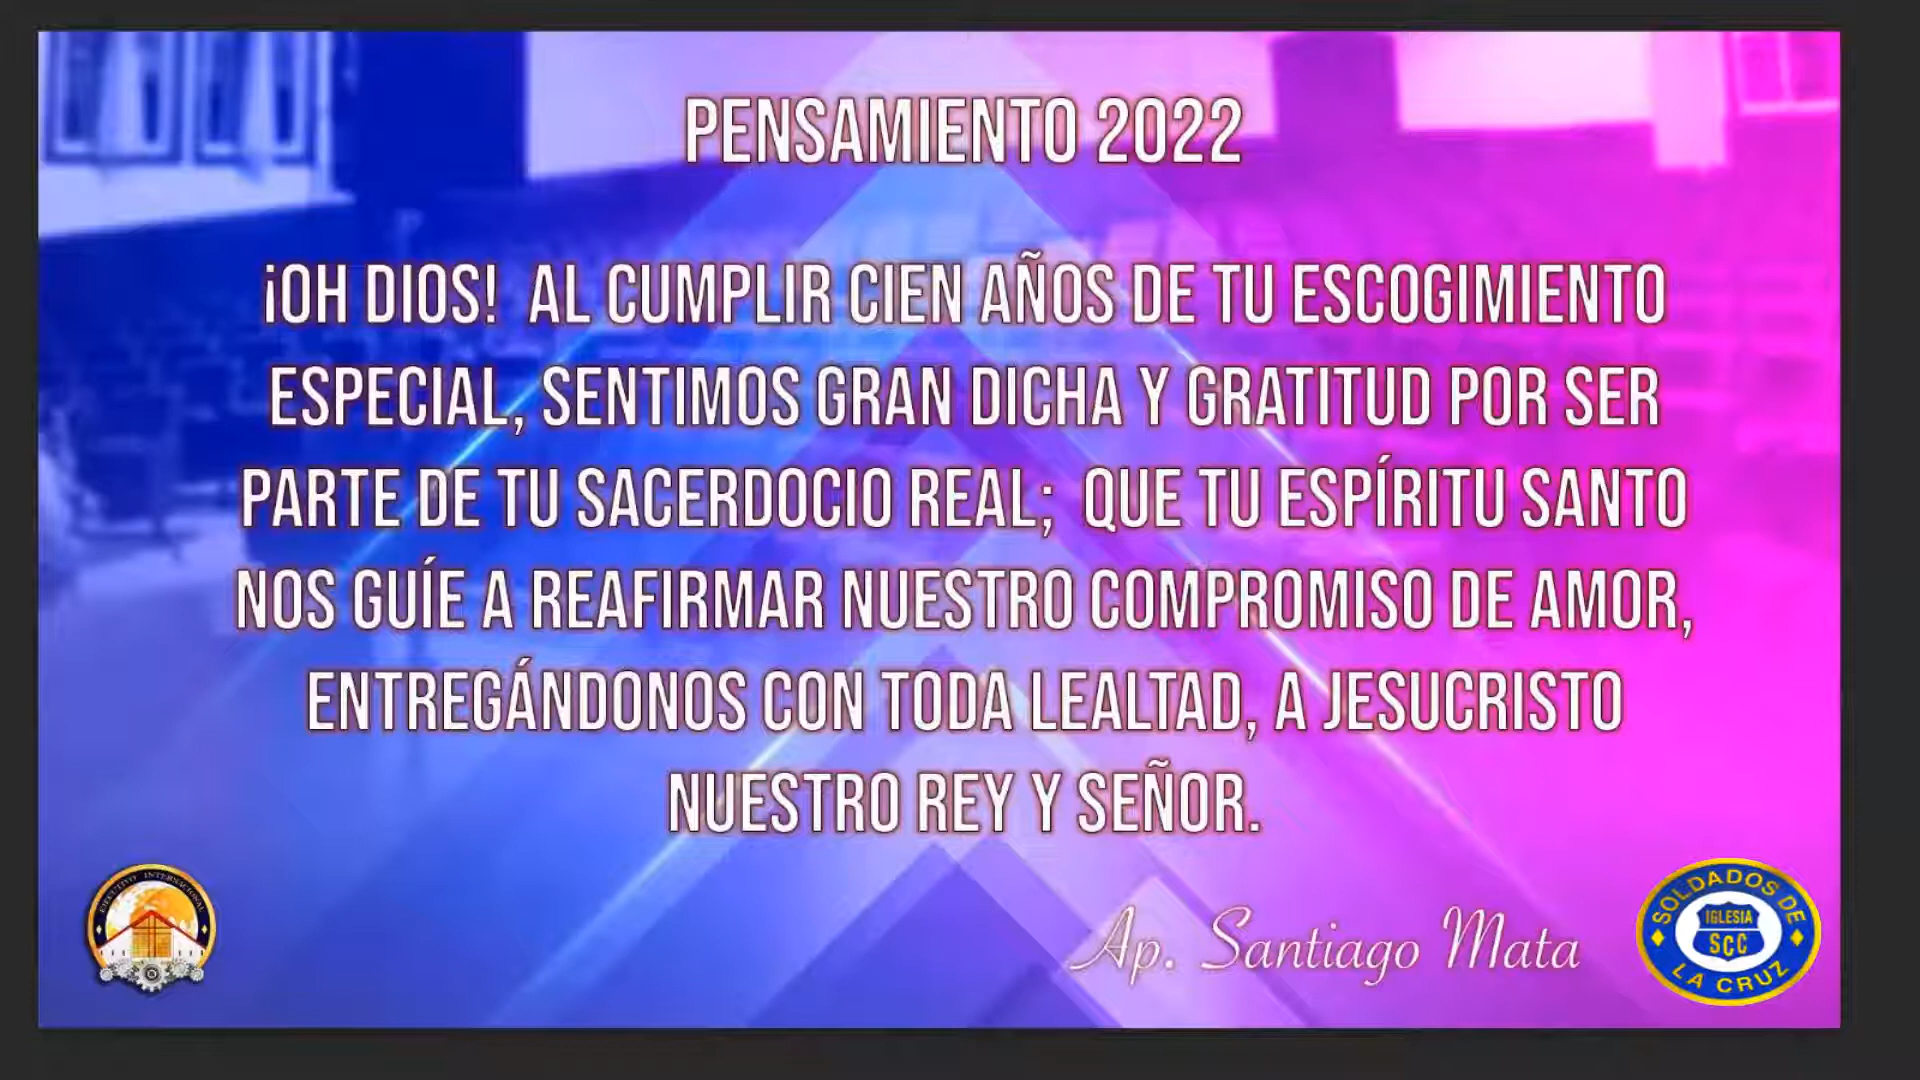 PENSAMIENTO 2022
¡OH DIOS! AL CUMPLIR CIEN AÑOS DE TU ESCOGIMIENTO
ESPECIAL, SENTIMOS GRAN DICHA Y GRATITUD POR SER
PARTE DE TU SACERDOCIO REAL; QUE TU ESPÍRITU SANTO
NOS GUÍE A REAFIRMAR NUESTRO COMPROMISO DE AMOR,
ENTREGÁNDONOS CON TODA LEALTAD, A JESUCRISTO
NUESTRO REY Y SEÑOR.
EJECUTIVO INTERNACIONAL
Ap. Santiago Mata
SOLDADOS DE
IGLESIA
SCC
LA CRUZ